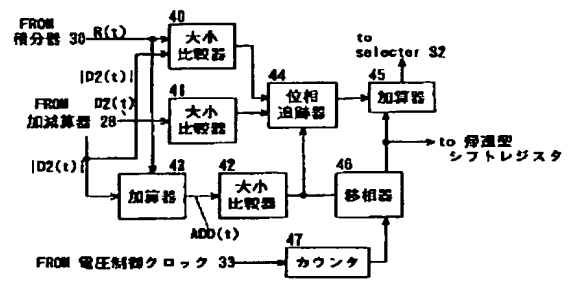 FROM
積分器 30
R(t)
40
大小
比較器
to
selecter 32
|D2(t)|
44
位相
追跡器
45
加算器
FROM
加減算器 28
D2(t)
大小
比較器
to 帰還型
シフトレジスタ
|D2(t)|
43
加算器
42
大小
比較器
46
移相器
ADD(t)
47
カウンタ
FROM 電圧制御クロック 33